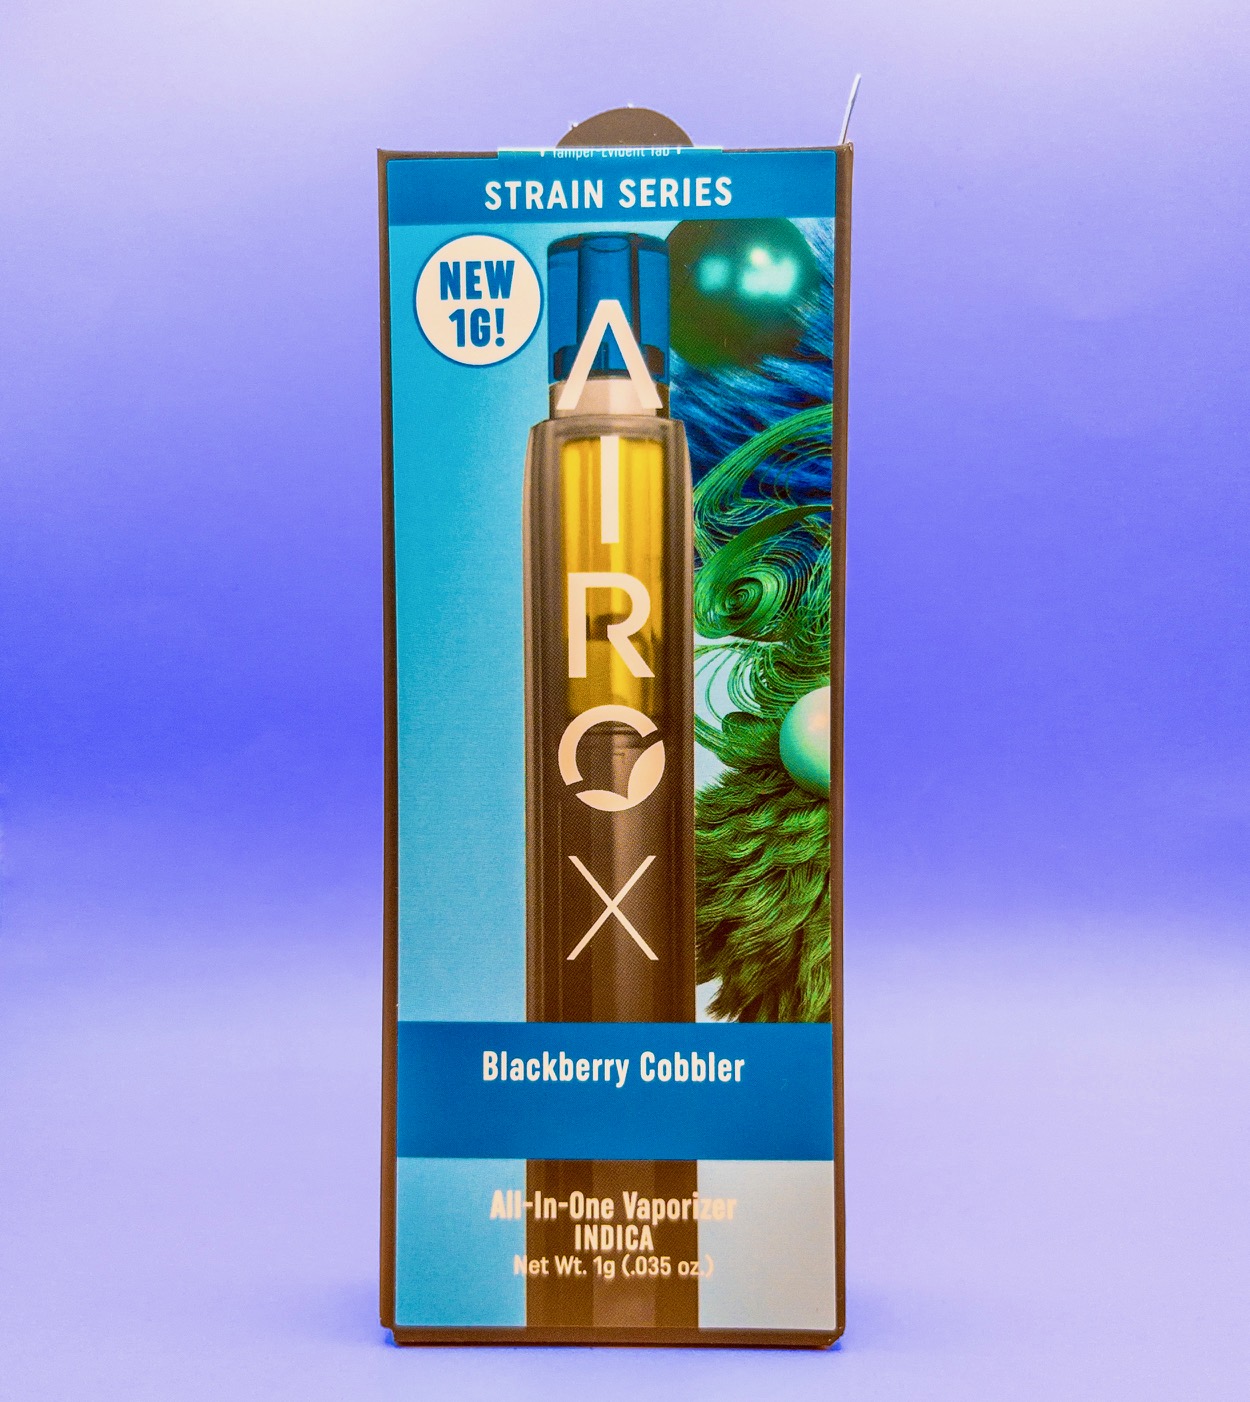 Tamper-Evident Tab
STRAIN SERIES
NEW
1G!
AIROX
Blackberry Cobbler
All-In-One Vaporizer
INDICA
Net Wt. 1g (.035 oz.)